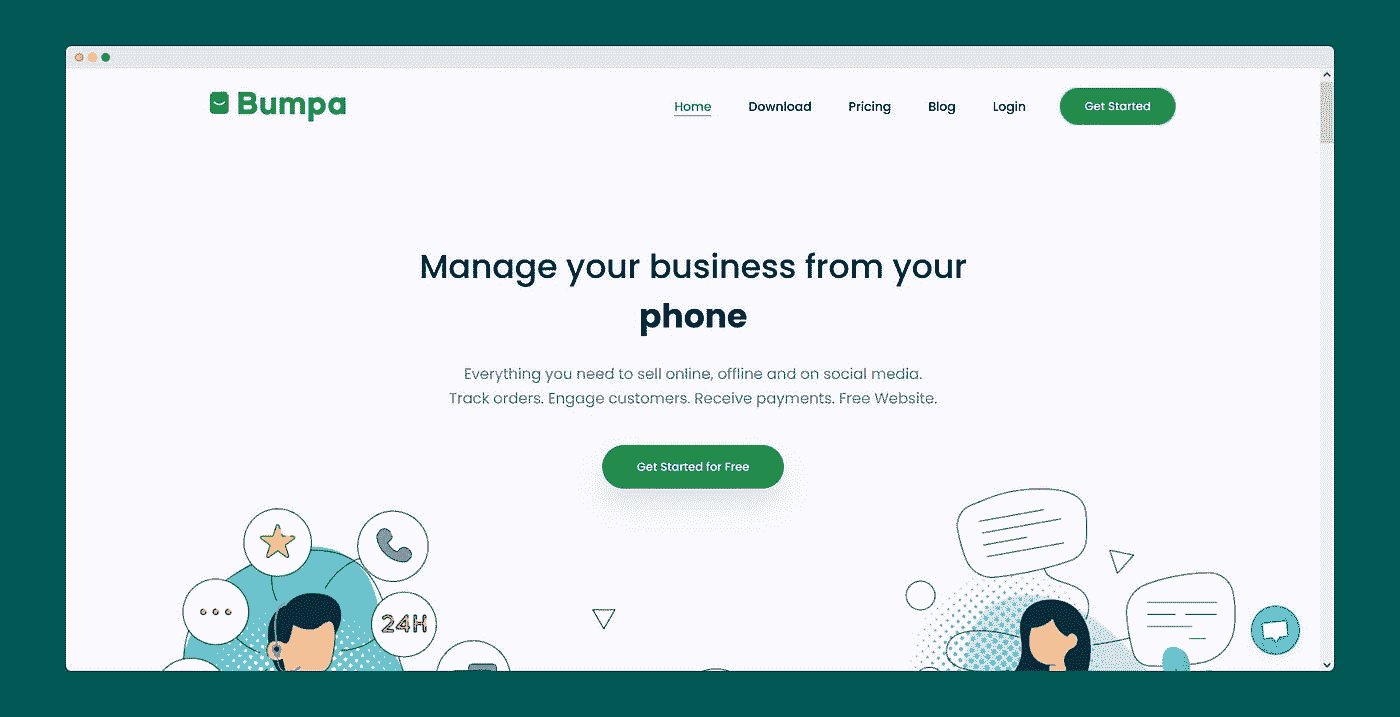 Bumpa
Home Download Pricing Blog Login Get Started
Manage your business from your
phone
Everything you need to sell online, offline and on social media.
Track orders. Engage customers. Receive payments. Free Website.
Get Started for Free
24H